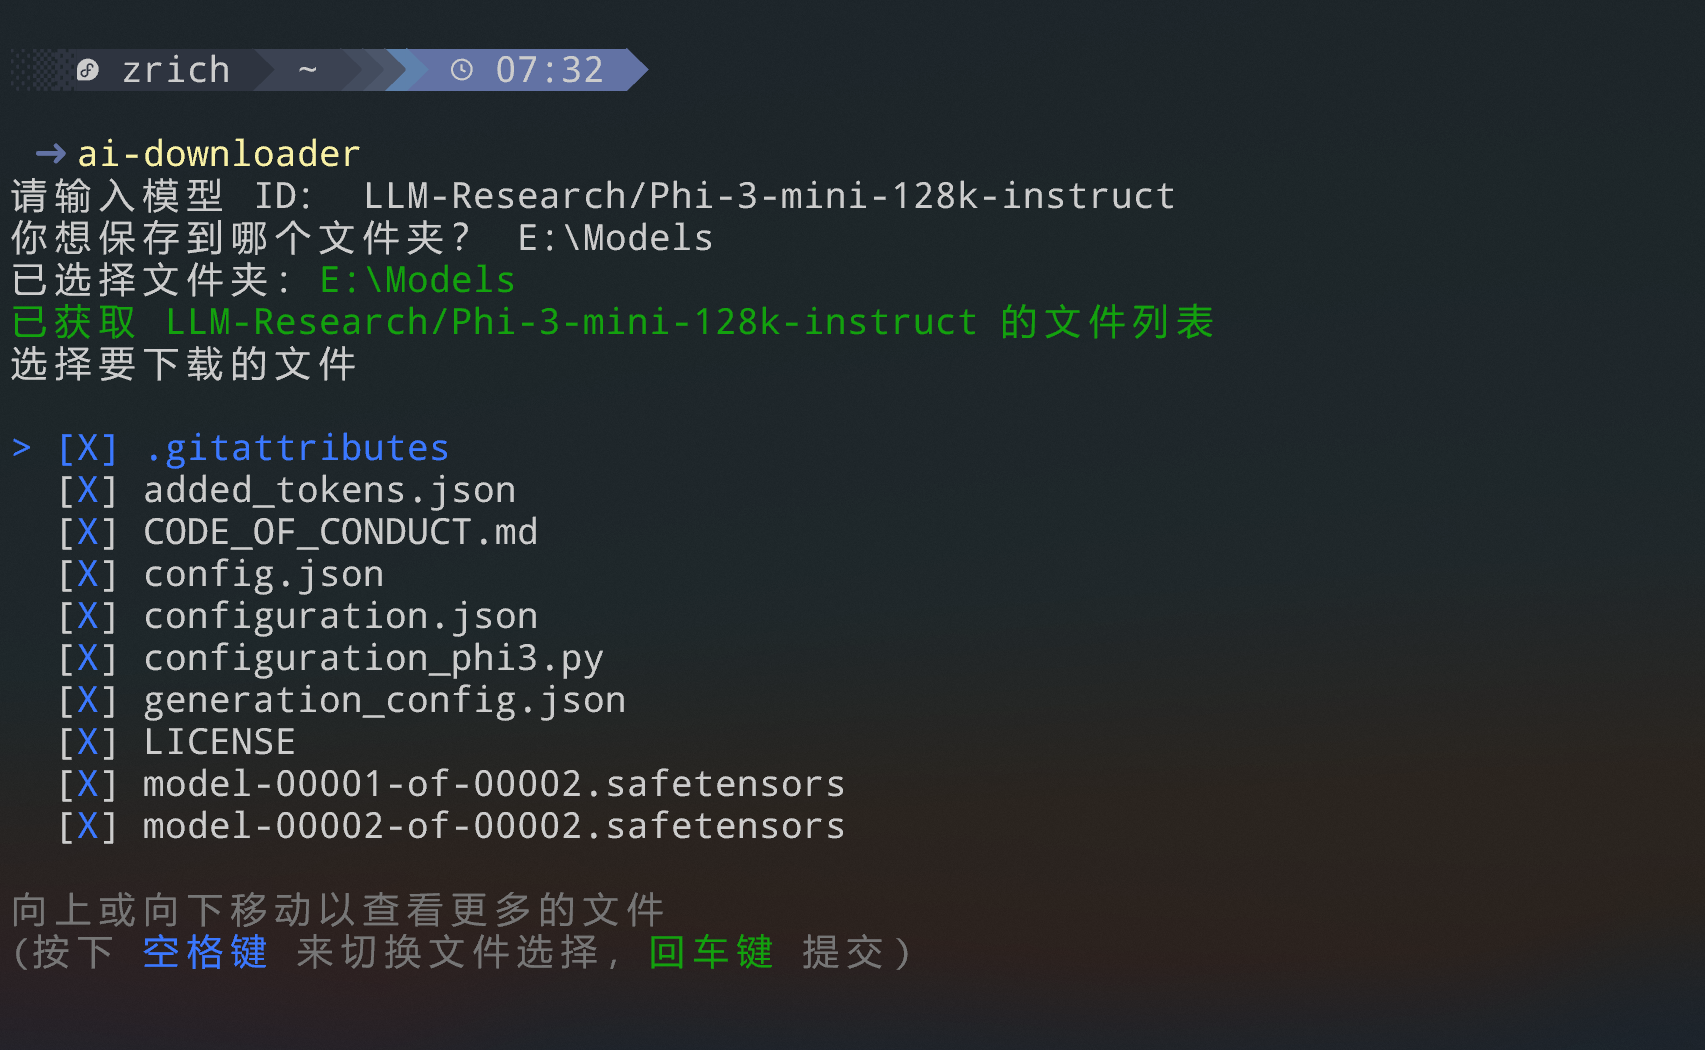 zrich ~ 07:32
→ ai-downloader
请输入模型 ID: LLM-Research/Phi-3-mini-128k-instruct
你想保存到哪个文件夹? E:\Models
已选择文件夹: E:\Models
已获取 LLM-Research/Phi-3-mini-128k-instruct 的文件列表
选择要下载的文件
> [X] .gitattributes
[X] added_tokens.json
[X] CODE_OF_CONDUCT.md
[X] config.json
[X] configuration.json
[X] configuration_phi3.py
[X] generation_config.json
[X] LICENSE
[X] model-00001-of-00002.safetensors
[X] model-00002-of-00002.safetensors
向上或向下移动以查看更多的文件
(按下 空格键 来切换文件选择, 回车键 提交)